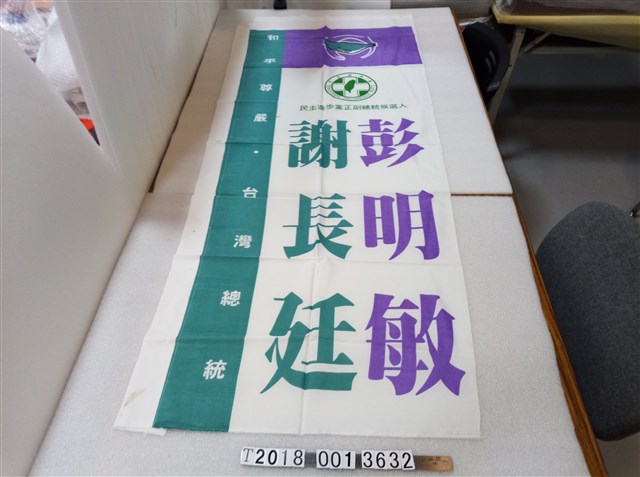 和平尊嚴・台灣總統
民主進步黨正副總統候選人
彭明敏
謝長廷
T2018 001 3632